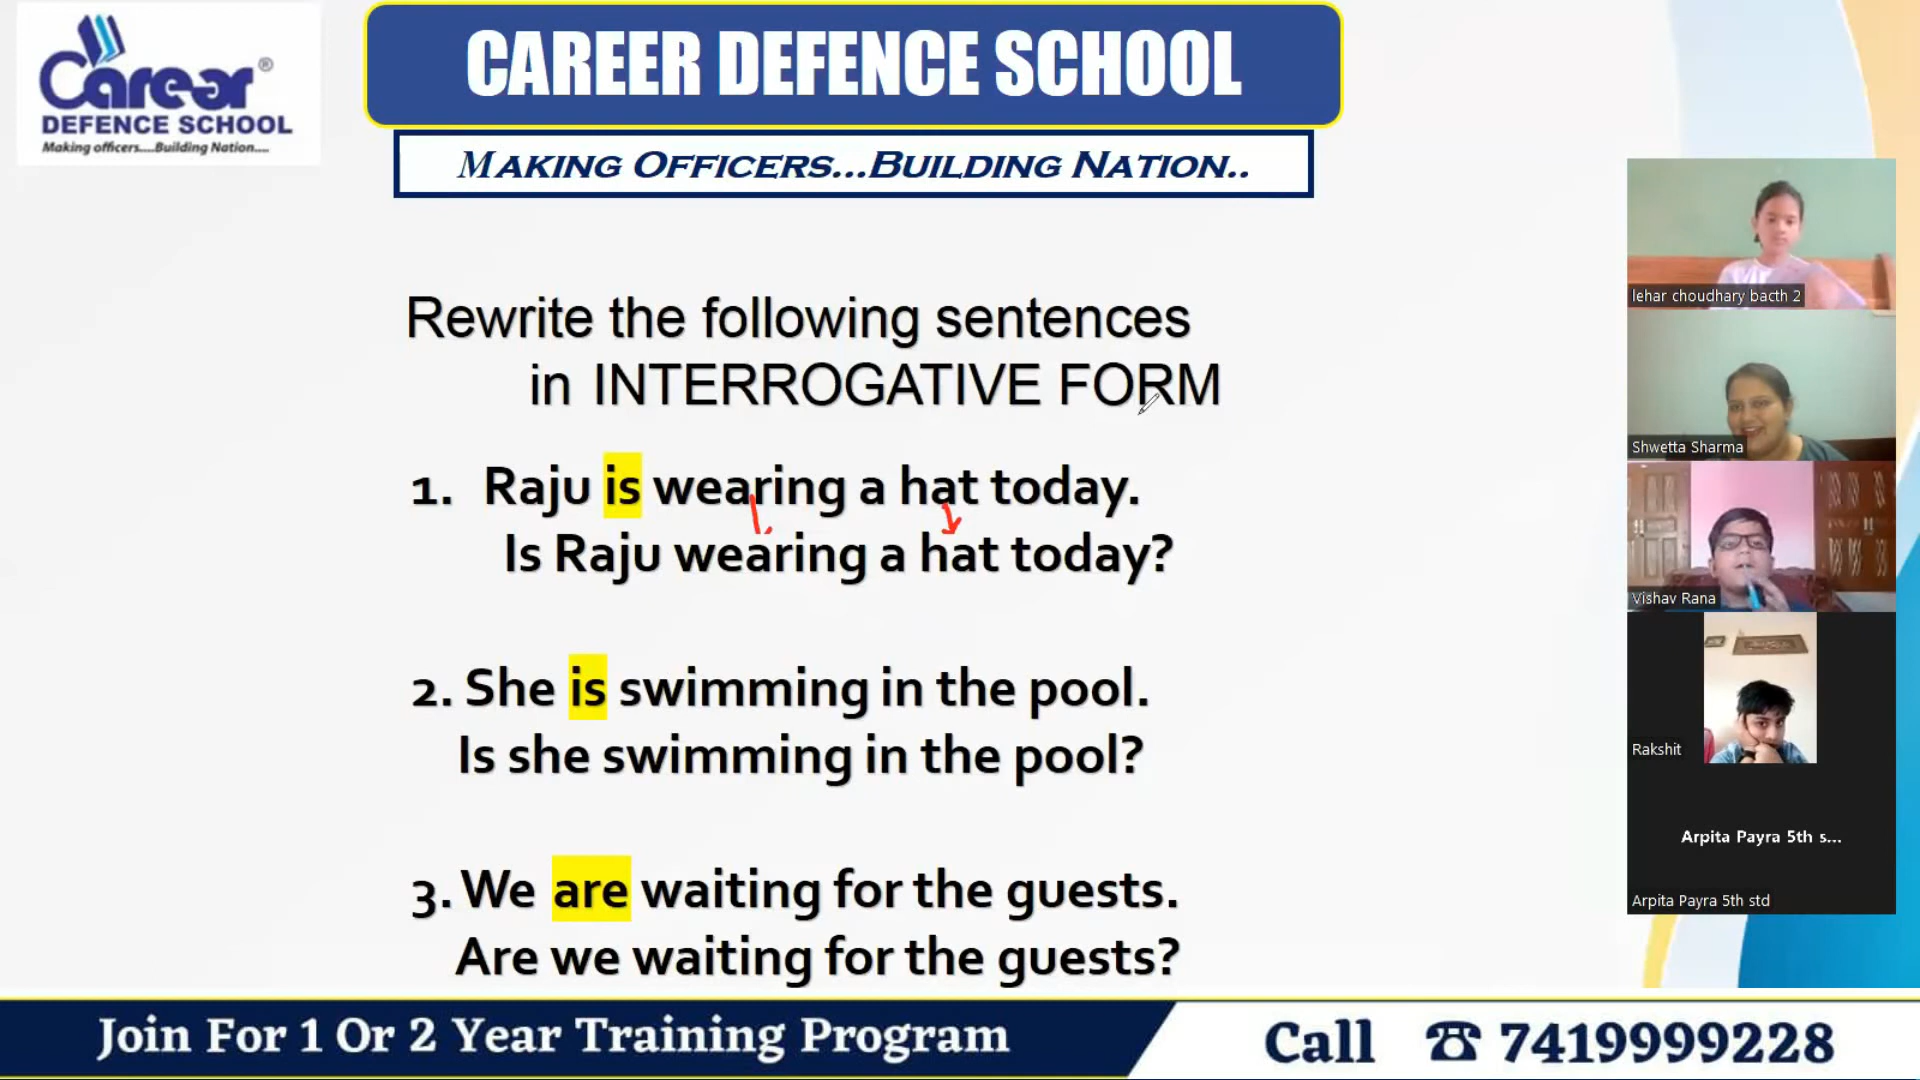 Career®
DEFENCE SCHOOL
Making officers....Building Nation....
CAREER DEFENCE SCHOOL
MAKING OFFICERS...BUILDING NATION..
Rewrite the following sentences
in INTERROGATIVE FORM
1. Raju is wearing a hat today.
Is Raju wearing a hat today?
2. She is swimming in the pool.
Is she swimming in the pool?
3. We are waiting for the guests.
Are we waiting for the guests?
lehar choudhary bacth 2
Shwetta Sharma
Vishav Rana
Rakshit
Arpita Payra 5th s...
Arpita Payra 5th std
Join For 1 Or 2 Year Training Program
Call ☎ 7419999228